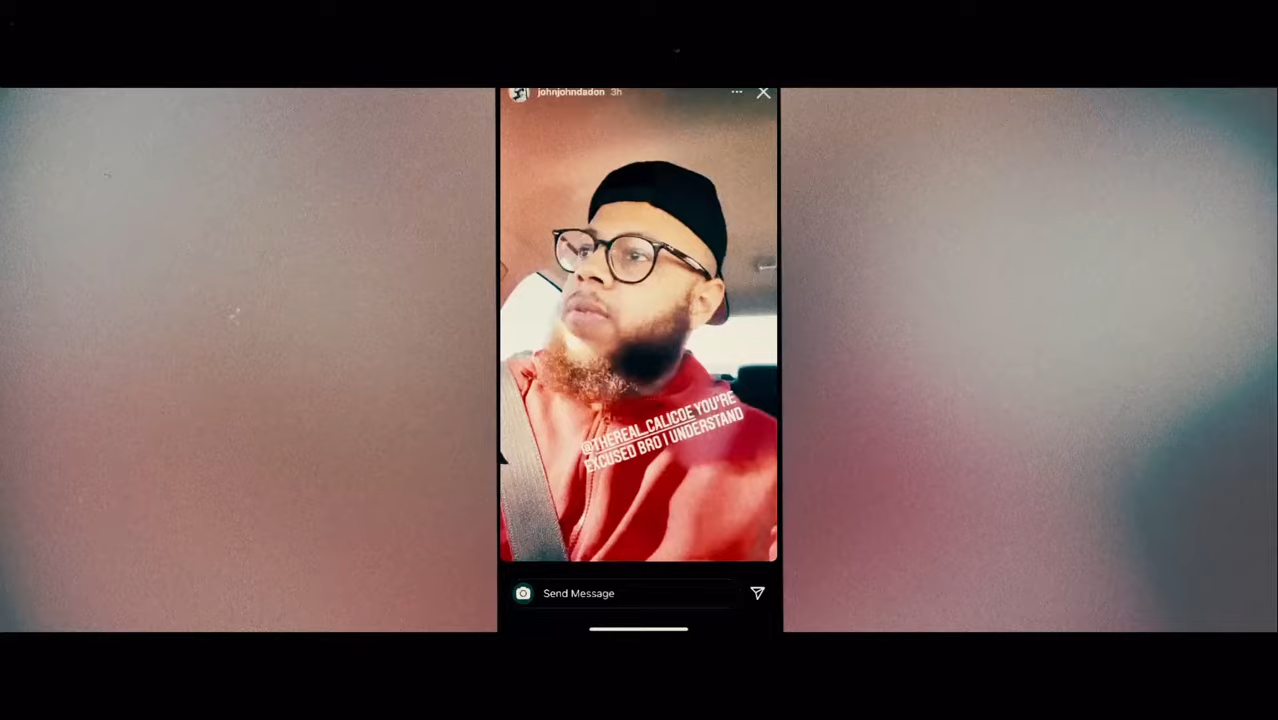 johnjohndadon 3h
@THEREAL_CALICOE YOU'RE
EXCUSED BRO I UNDERSTAND
Send Message